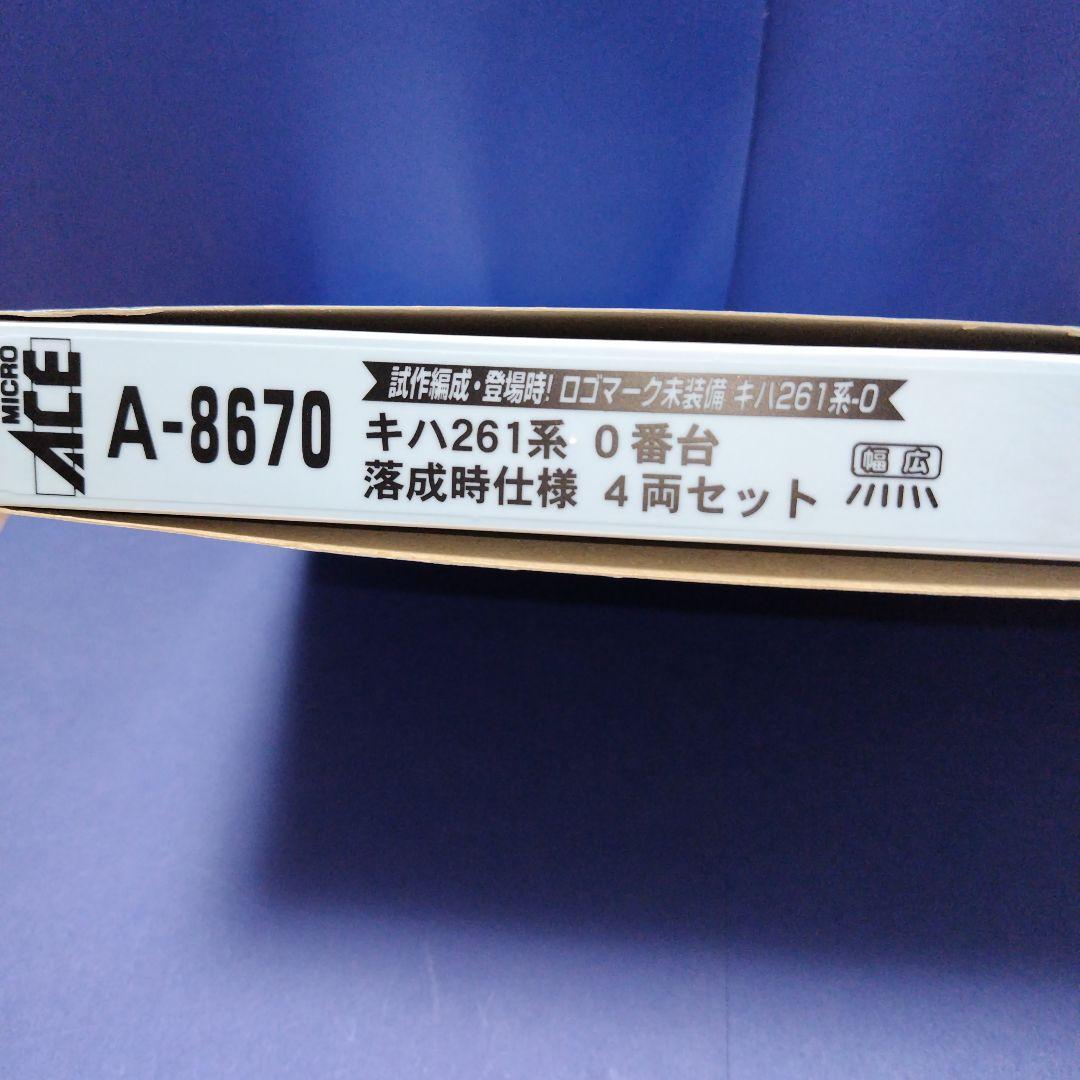 MICRO ACE
A-8670
試作編成・登場時! ロゴマーク未装備 キハ261系-0
キハ261系 0番台
落成時仕様 4両セット
幅広